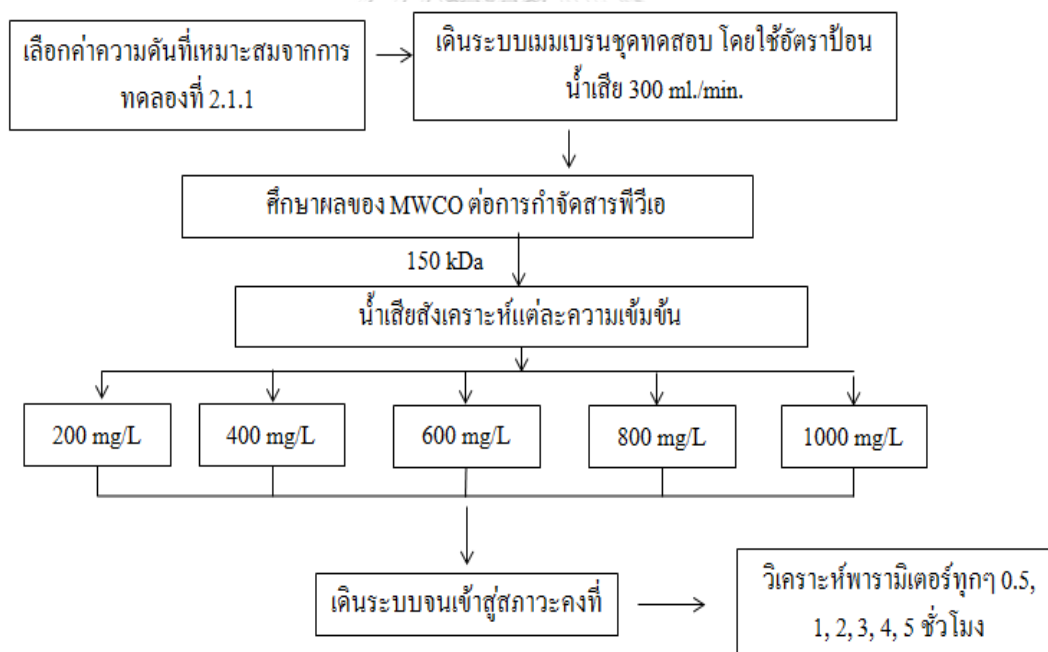 เลือกค่าความดันที่เหมาะสมจากการ
ทดลองที่ 2.1.1
เดินระบบเมมเบรนชุดทดสอบ โดยใช้อัตราป้อน
น้ำเสีย 300 ml./min.
ศึกษาผลของ MWCO ต่อการกำจัดสารพีวีเอ
150 kDa
น้ำเสียสังเคราะห์แต่ละความเข้มข้น
200 mg/L
400 mg/L
600 mg/L
800 mg/L
1000 mg/L
เดินระบบจนเข้าสู่สภาวะคงที่
วิเคราะห์พารามิเตอร์ทุกๆ 0.5,
1, 2, 3, 4, 5 ชั่วโมง